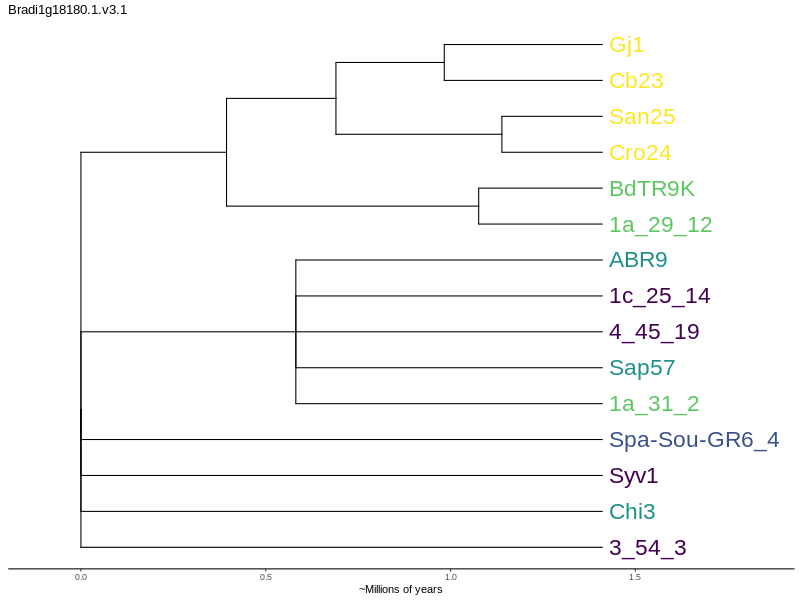 Bradi1g18180.1.v3.1
Gj1
Cb23
San25
Cro24
BdTR9K
1a_29_12
ABR9
1c_25_14
4_45_19
Sap57
1a_31_2
Spa-Sou-GR6_4
Syv1
Chi3
3_54_3
0.0 0.5 1.0 1.5
~Millions of years